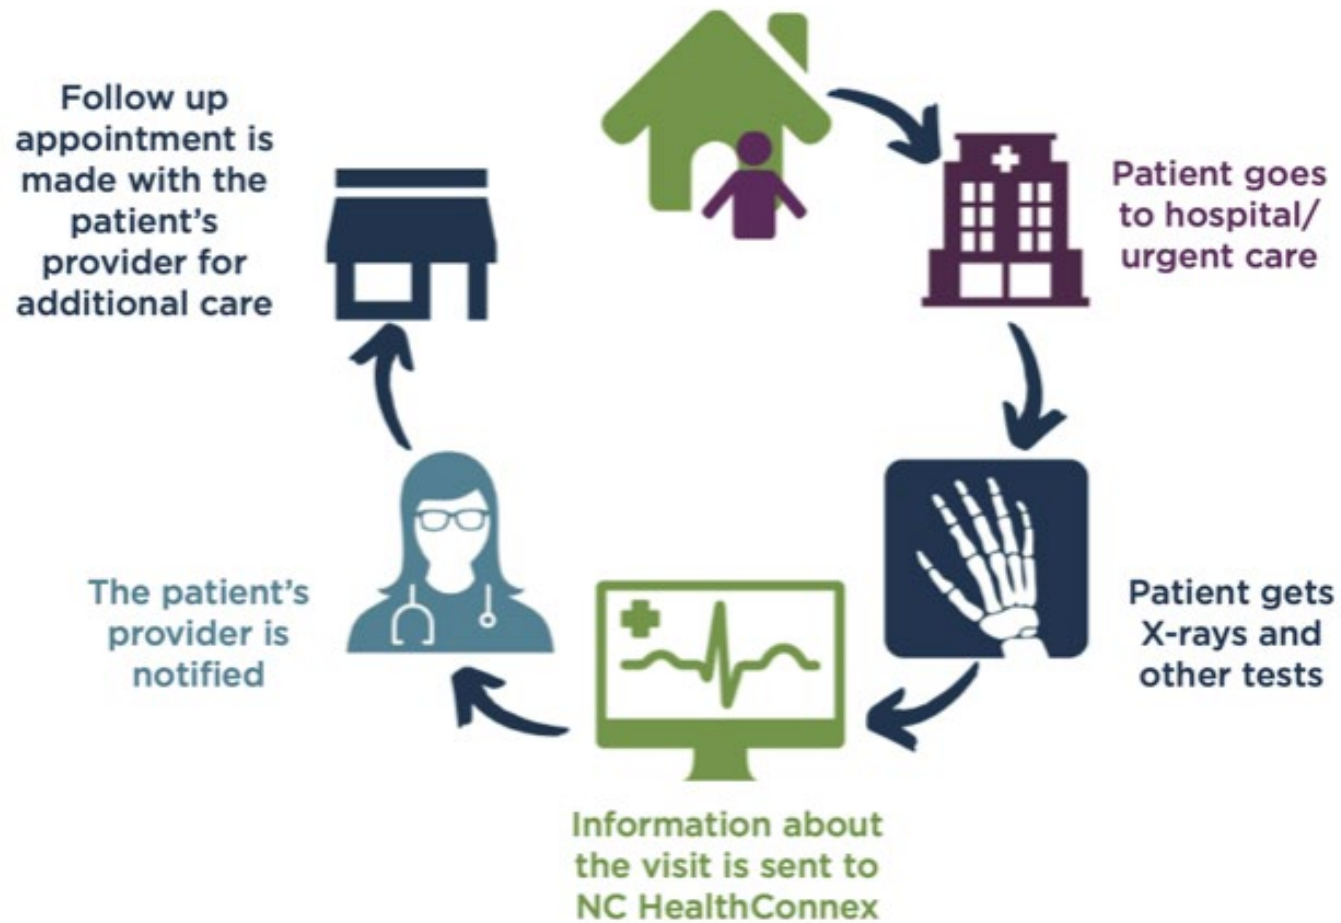 Follow up
appointment is
made with the
patient's
provider for
additional care
Patient goes
to hospital/
urgent care
The patient's
provider is
notified
Patient gets
X-rays and
other tests
Information about
the visit is sent to
NC HealthConnex